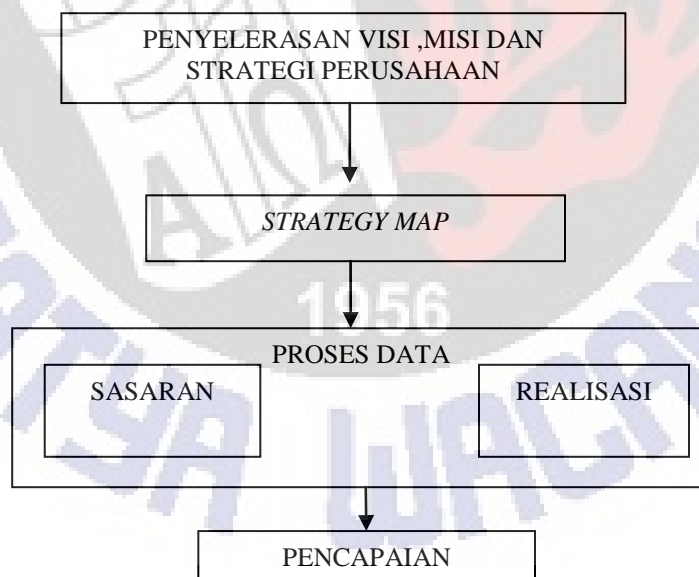 PENYELERASAN VISI ,MISI DAN
STRATEGI PERUSAHAAN
STRATEGY MAP
1956
PROSES DATA
SASARAN
REALISASI
PENCAPAIAN